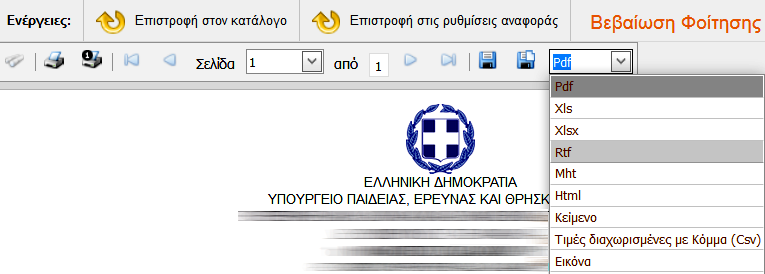 Ενέργειες: Επιστροφή στον κατάλογο Επιστροφή στις ρυθμίσεις αναφοράς Βεβαίωση Φοίτησης
1 Σελίδα 1 από 1 Pdf
Pdf
Xls
Xlsx
Rtf
Mht
Html
Κείμενο
Τιμές διαχωρισμένες με Κόμμα (Csv)
Εικόνα
ΕΛΛΗΝΙΚΗ ΔΗΜΟΚΡΑΤΙΑ
ΥΠΟΥΡΓΕΙΟ ΠΑΙΔΕΙΑΣ, ΕΡΕΥΝΑΣ ΚΑΙ ΘΡΗΣΚ